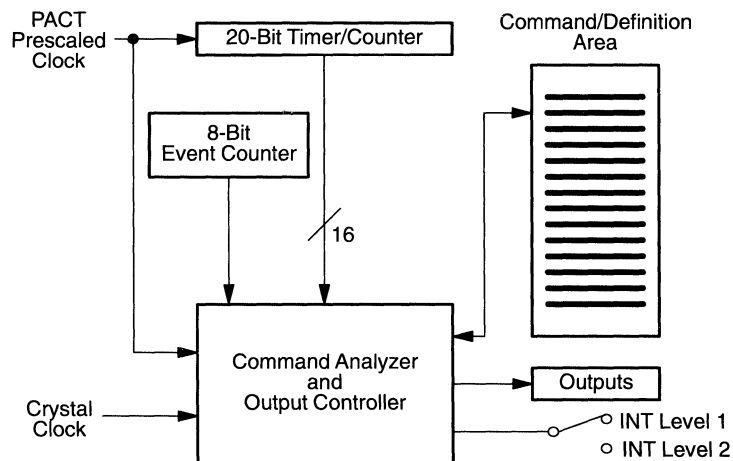 PACT
Prescaled
Clock
20-Bit Timer/Counter
Command/Definition
Area
8-Bit
Event Counter
16
Command Analyzer
and
Output Controller
Crystal
Clock
Outputs
INT Level 1
INT Level 2